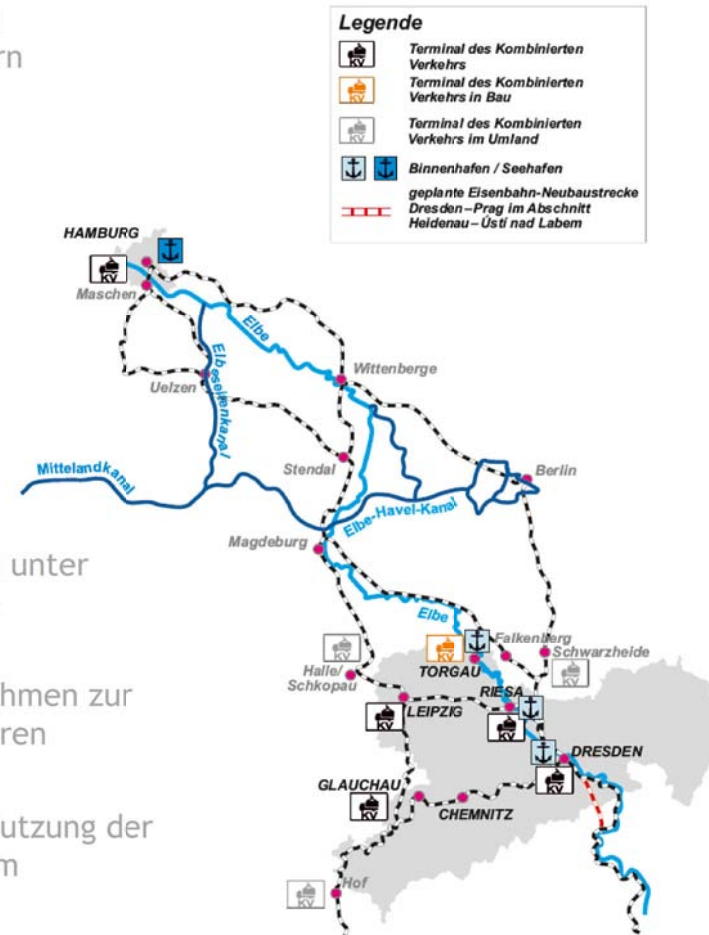 rn
unter
hmen zur
ren
utzung der
m
Legende
KV
Terminal des Kombinierten
Verkehrs
KV
Terminal des Kombinierten
Verkehrs in Bau
KV
Terminal des Kombinierten
Verkehrs im Umland
Binnenhafen / Seehafen
geplante Eisenbahn-Neubaustrecke
Dresden–Prag im Abschnitt
Heidenau–Ústí nad Labem
HAMBURG
KV
Maschen
Elbe
Elbeseitenkanal
Wittenberge
Uelzen
Stendal
Berlin
Mittelandkanal
Elbe-Havel-Kanal
Magdeburg
Elbe
KV
Halle/
Schkopau
KV
TORGAU
Falkenberg
Schwarzheide
KV
RIESA
KV
LEIPZIG
KV
DRESDEN
KV
GLAUCHAU
KV
CHEMNITZ
Hof
KV